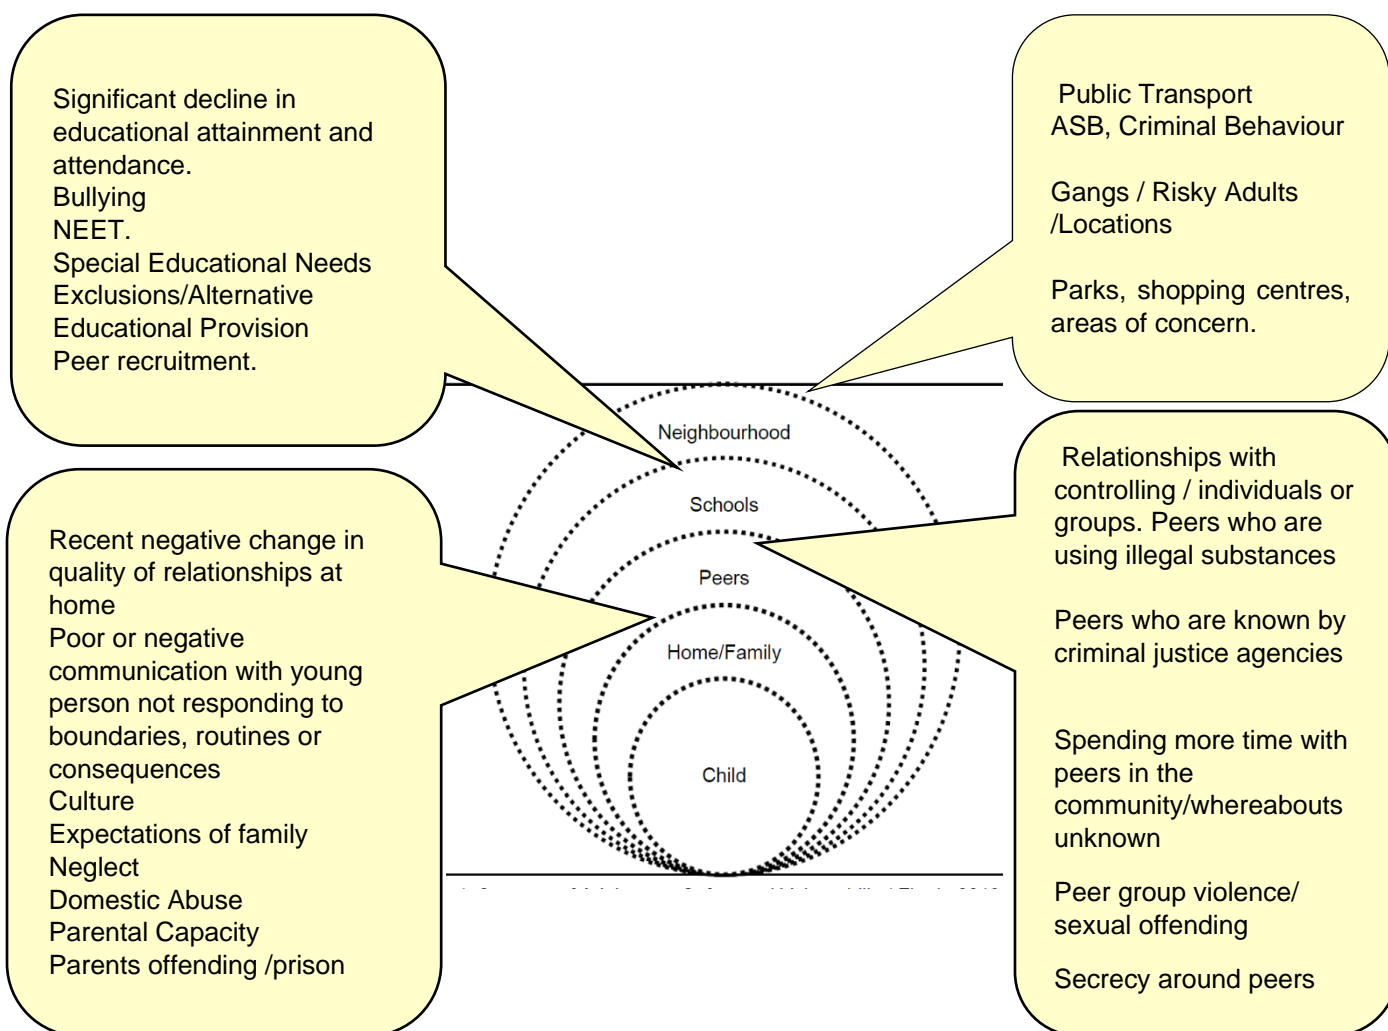 Significant decline in
educational attainment and
attendance.
Bullying
NEET.
Special Educational Needs
Exclusions/Alternative
Educational Provision
Peer recruitment.
Public Transport
ASB, Criminal Behaviour
Gangs / Risky Adults
/Locations
Parks, shopping centres,
areas of concern.
Neighbourhood
Schools
Peers
Home/Family
Child
Recent negative change in
quality of relationships at
home
Poor or negative
communication with young
person not responding to
boundaries, routines or
consequences
Culture
Expectations of family
Neglect
Domestic Abuse
Parental Capacity
Parents offending /prison
Relationships with
controlling / individuals or
groups. Peers who are
using illegal substances
Peers who are known by
criminal justice agencies
Spending more time with
peers in the
community/whereabouts
unknown
Peer group violence/
sexual offending
Secrecy around peers